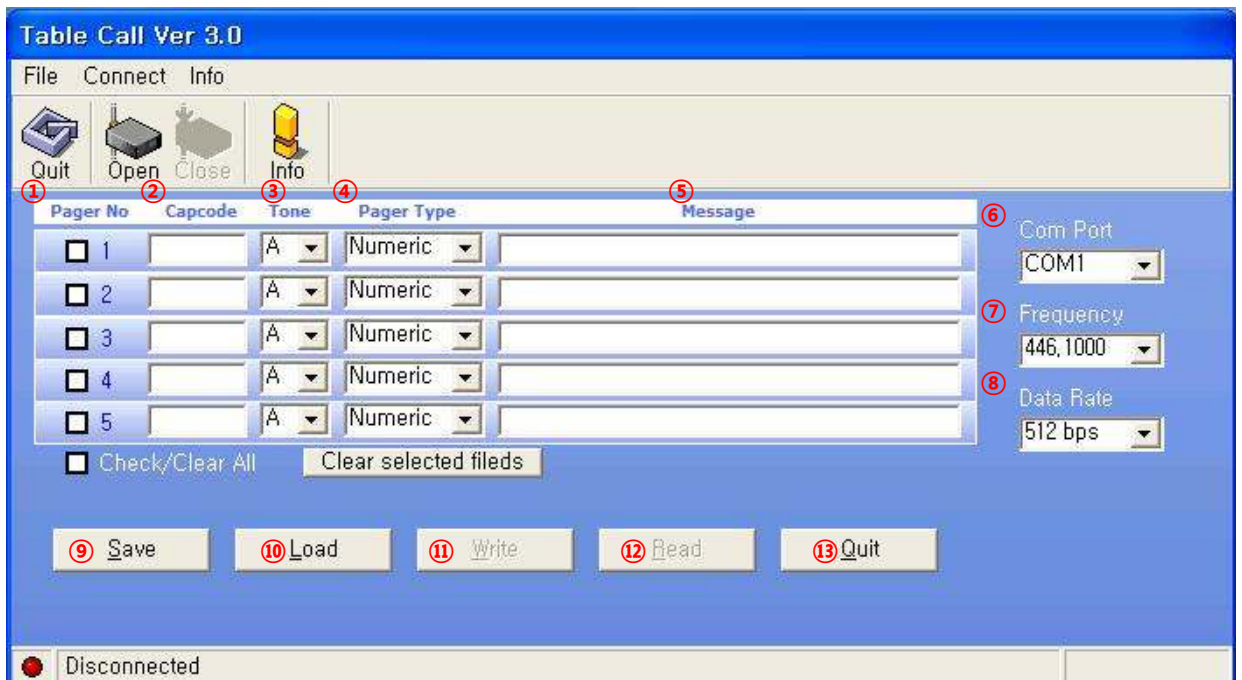 Table Call Ver 3.0
File Connect Info
Quit Open Close Info
① ② ③ ④ ⑤
Pager No Capcode Tone Pager Type Message
⑥ Com Port
1 A Numeric
COM1
2 A Numeric
⑦ Frequency
3 A Numeric
446,1000
4 A Numeric
⑧ Data Rate
5 A Numeric
512 bps
Check/Clear All Clear selected fileds
⑨ Save ⑩ Load ⑪ Write ⑫ Read ⑬ Quit
Disconnected